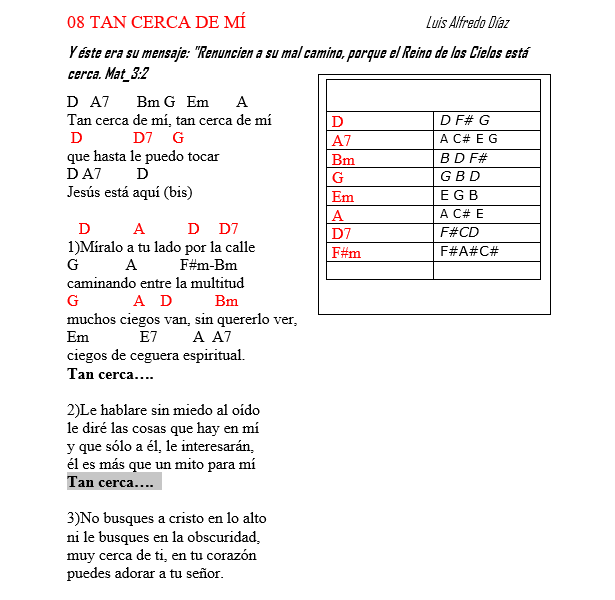 08 TAN CERCA DE MÍ Luis Alfredo Díaz
Y éste era su mensaje: "Renuncien a su mal camino, porque el Reino de los Cielos está
cerca. Mat_3:2
D A7 Bm G Em A
Tan cerca de mí, tan cerca de mí
D D7 G
que hasta le puedo tocar
D A7 D
Jesús está aquí (bis)
D A D D7
1)Míralo a tu lado por la calle
G A F#m-Bm
caminando entre la multitud
G A D Bm
muchos ciegos van, sin quererlo ver,
Em E7 A A7
ciegos de ceguera espiritual.
Tan cerca….
2)Le hablare sin miedo al oído
le diré las cosas que hay en mí
y que sólo a él, le interesarán,
él es más que un mito para mí
Tan cerca….
3)No busques a cristo en lo alto
ni le busques en la obscuridad,
muy cerca de ti, en tu corazón
puedes adorar a tu señor.
D D F# G
A7 A C# E G
Bm B D F#
G G B D
Em E G B
A A C# E
D7 F#CD
F#m F#A#C#